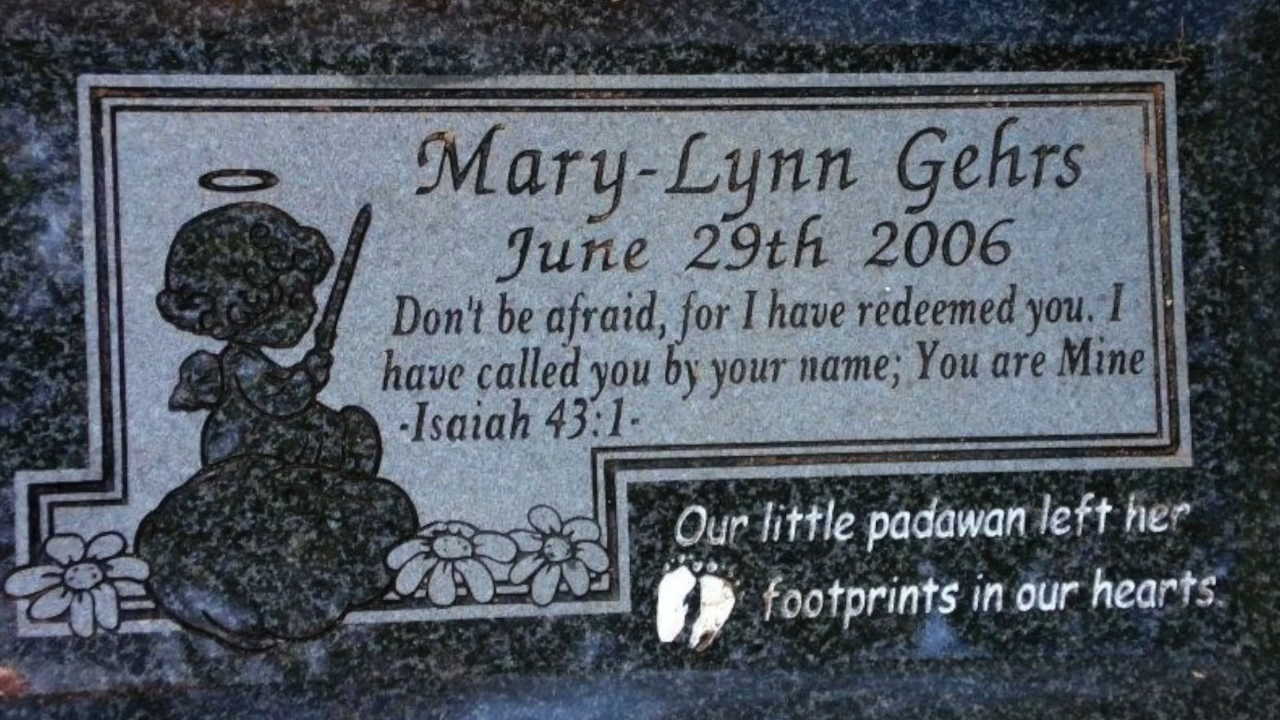 Mary-Lynn Gehrs
June 29th 2006
Don't be afraid, for I have redeemed you. I
have called you by your name; You are Mine
-Isaiah 43:1-
Our little padawan left her
footprints in our hearts.